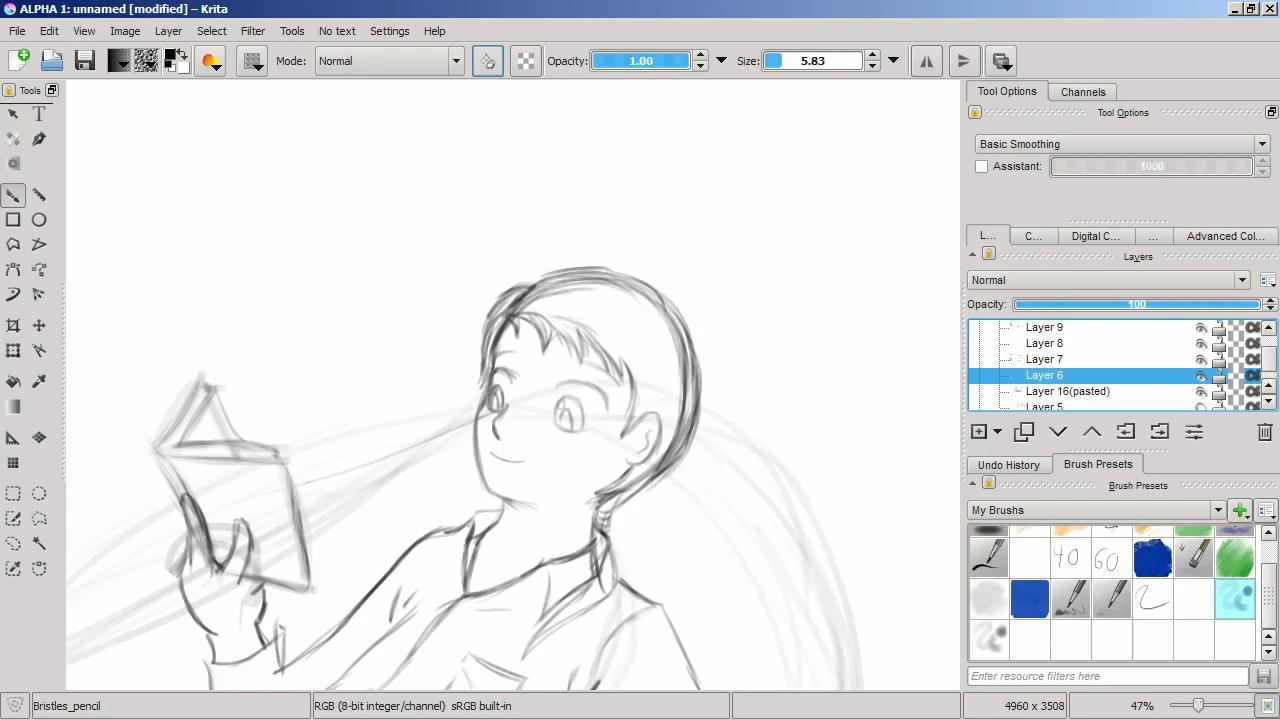 ALPHA 1: unnamed [modified] – Krita
File Edit View Image Layer Select Filter Tools No text Settings Help
Mode: Normal Opacity: 1.00 Size: 5.83
Tools
Tool Options Channels
Tool Options
Basic Smoothing
Assistant: 1000
L... C... Digital C... ... Advanced Col...
Layers
Normal
Opacity: 100
Layer 9
Layer 8
Layer 7
Layer 6
Layer 16(pasted)
Layer 5
Undo History Brush Presets
Brush Presets
My Brushs
40 60
Enter resource filters here
Bristles_pencil RGB (8-bit integer/channel) sRGB built-in 4960 x 3508 47%